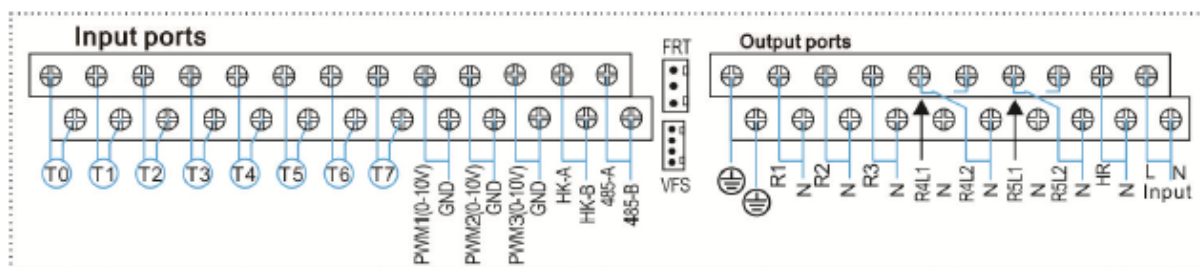 Input ports
FRT
Output ports
T0 T1 T2 T3 T4 T5 T6 T7
PWM1(0-10V)
GND
PWM2(0-10V)
GND
PWM3(0-10V)
GND
HK-A
HK-B
485-A
485-B
VFS
R1
N
R2
N
R3
N
R4L1
N
R4L2
N
R5L1
N
R5L2
N
HR
N
L N
Input